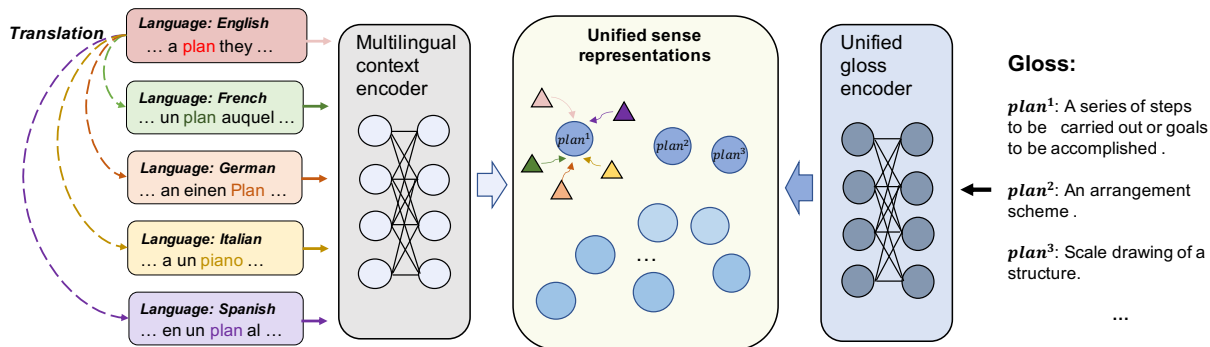 Translation
Language: English
… a plan they …
Language: French
… un plan auquel …
Language: German
… an einen Plan …
Language: Italian
… a un piano …
Language: Spanish
… en un plan al …
Multilingual
context
encoder
Unified sense
representations
plan¹
plan²
plan³
...
Unified
gloss
encoder
Gloss:
plan¹: A series of steps
to be carried out or goals
to be accomplished .
plan²: An arrangement
scheme .
plan³: Scale drawing of a
structure.
…